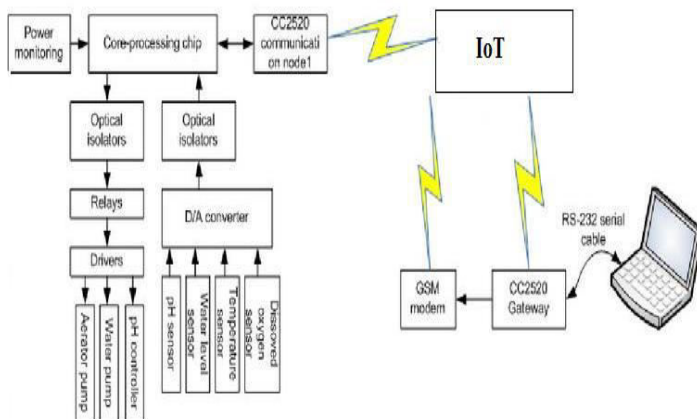 Power
monitoring
Core-processing chip
CC2520
communicati
on node1
IoT
Optical
isolators
Optical
isolators
Relays
D/A converter
Drivers
RS-232 serial
cable
GSM
modem
CC2520
Gateway
Aerator pump
Water pump
pH controller
pH sensor
Water level
sensor
Temperature
sensor
Dissoved
oxygen
sensor